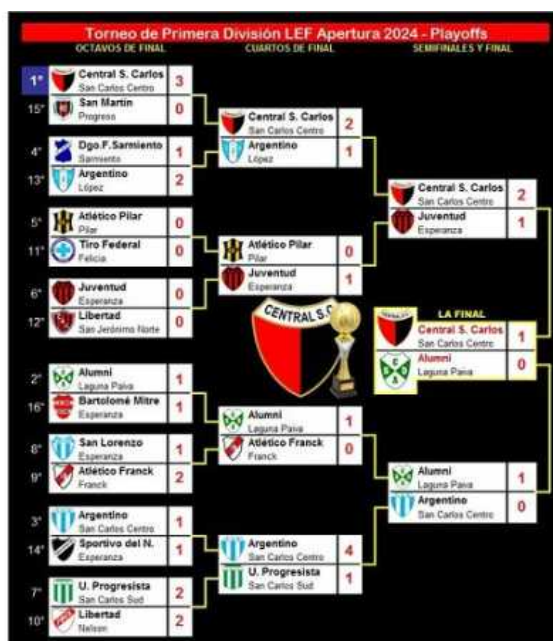 Torneo de Primera División LEF Apertura 2024 - Playoffs
OCTAVOS DE FINAL
1°
Central S. Carlos
San Carlos Centro
3
15°
San Martín
Progreso
0
4°
Dgo.F.Sarmiento
Sarmiento
1
13°
Argentino
López
2
5°
Atlético Pilar
Pilar
0
11°
Tiro Federal
Felicia
0
6°
Juventud
Esperanza
0
12°
Libertad
San Jerónimo Norte
0
2°
Alumni
Laguna Paiva
1
16°
Bartolomé Mitre
Esperanza
1
8°
San Lorenzo
Esperanza
1
9°
Atlético Franck
Franck
2
3°
Argentino
San Carlos Centro
1
14°
Sportivo del N.
Esperanza
1
7°
U. Progresista
San Carlos Sud
2
10°
Libertad
Nelson
2
CUARTOS DE FINAL
Central S. Carlos
San Carlos Centro
2
Argentino
López
1
Atlético Pilar
Pilar
0
Juventud
Esperanza
1
CENTRAL S.C
Alumni
Laguna Paiva
1
Atlético Franck
Franck
0
Argentino
San Carlos Centro
4
U. Progresista
San Carlos Sud
1
SEMIFINALES Y FINAL
Central S. Carlos
San Carlos Centro
2
Juventud
Esperanza
1
LA FINAL
Central S. Carlos
San Carlos Centro
1
Alumni
Laguna Paiva
0
Alumni
Laguna Paiva
1
Argentino
San Carlos Centro
0